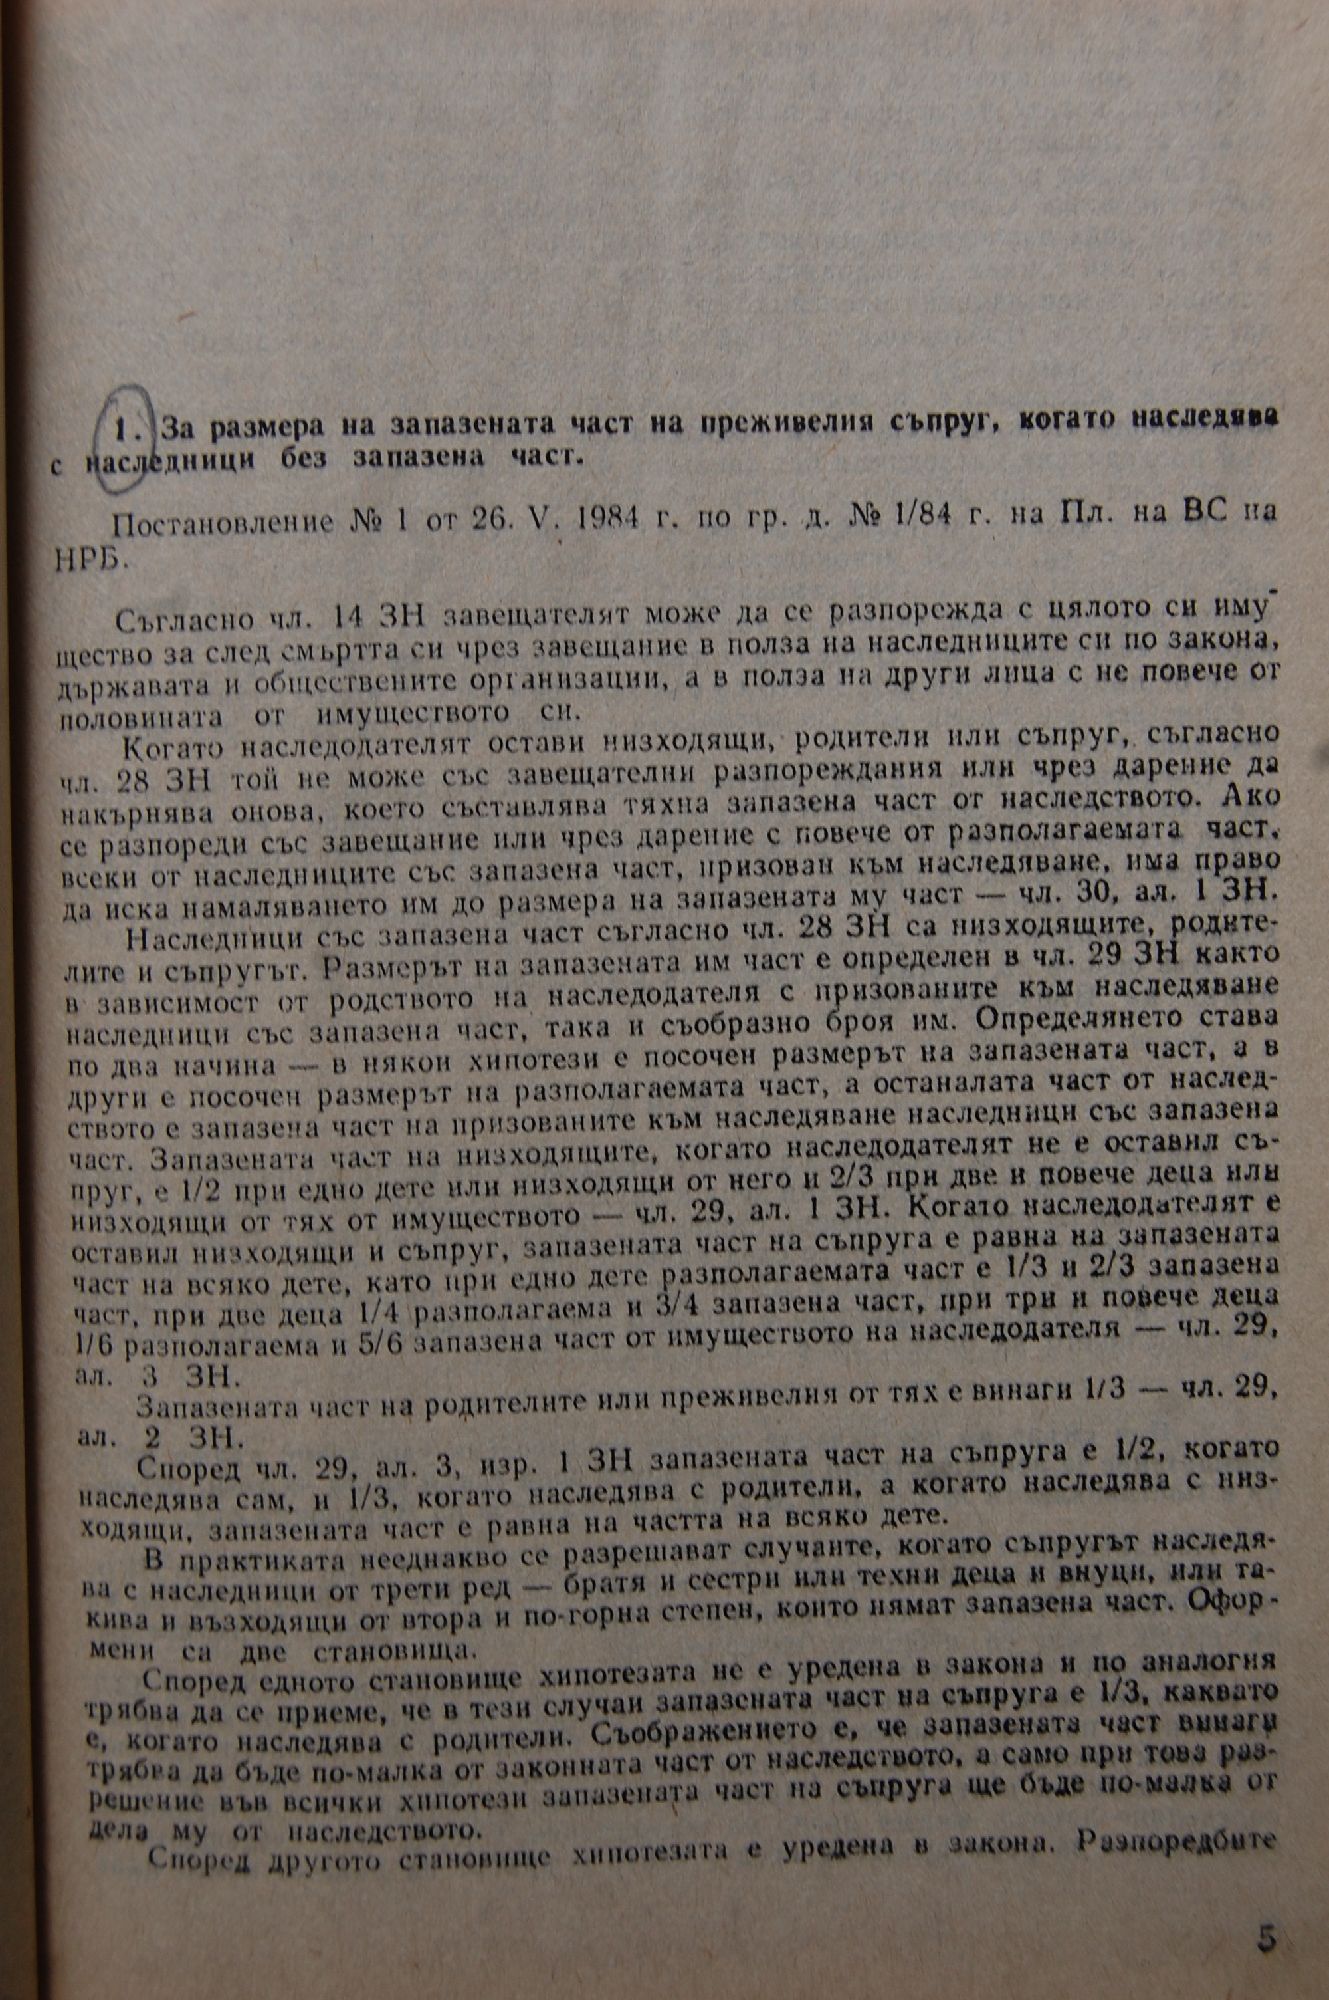 1. За размера на запазената част на преживелия съпруг, когато наследява
с наследници без запазена част.
Постановление № 1 от 26. V. 1984 г. по гр. д. № 1/84 г. на Пл. на ВС на
НРБ.
Съгласно чл. 14 ЗН завещателят може да се разпорежда с цялото си иму-
щество за след смъртта си чрез завещание в полза на наследниците си по закона,
държавата и обществените организации, а в полза на други лица с не повече от
половината от имуществото си.
Когато наследодателят остави низходящи, родители или съпруг, съгласно
чл. 28 ЗН той не може със завещателни разпореждания или чрез дарение да
накърнява онова, което съставлява тяхна запазена част от наследството. Ако
се разпореди със завещание или чрез дарение с повече от разполагаемата част,
всеки от наследниците със запазена част, призован към наследяване, има право
да иска намаляването им до размера на запазената му част — чл. 30, ал. 1 ЗН.
Наследници със запазена част съгласно чл. 28 ЗН са низходящите, родите-
лите и съпругът. Размерът на запазената им част е определен в чл. 29 ЗН както
в зависимост от родството на наследодателя с призованите към наследяване
наследници със запазена част, така и съобразно броя им. Определянето става
по два начина — в някои хипотези е посочен размерът на запазената част, а в
други е посочен размерът на разполагаемата част, а останалата част от наслед-
ството е запазена част на призованите към наследяване наследници със запазена
част. Запазената част на низходящите, когато наследодателят не е оставил съ-
пруг, е 1/2 при едно дете или низходящи от него и 2/3 при две и повече деца или
низходящи от тях от имуществото — чл. 29, ал. 1 ЗН. Когато наследодателят е
оставил низходящи и съпруг, запазената част на съпруга е равна на запазената
част на всяко дете, като при едно дете разполагаемата част е 1/3 и 2/3 запазена
част, при две деца 1/4 разполагаема и 3/4 запазена част, при три и повече деца
1/6 разполагаема и 5/6 запазена част от имуществото на наследодателя — чл. 29,
ал. 3 ЗН.
Запазената част на родителите или преживелия от тях е винаги 1/3 — чл. 29,
ал. 2 ЗН.
Според чл. 29, ал. 3, изр. 1 ЗН запазената част на съпруга е 1/2, когато
наследява сам, и 1/3, когато наследява с родители, а когато наследява с низ-
ходящи, запазената част е равна на частта на всяко дете.
В практиката нееднакво се разрешават случаите, когато съпругът наследя-
ва с наследници от трети ред — братя и сестри или техни деца и внуци, или та-
кива и възходящи от втора и по-горна степен, които нямат запазена част. Офор-
мени са две становища.
Според едното становище хипотезата не е уредена в закона и по аналогия
трябва да се приеме, че в тези случаи запазената част на съпруга е 1/3, каквато
е, когато наследява с родители. Съображението е, че запазената част винаги
трябва да бъде по-малка от законната част от наследството, а само при това раз-
решение във всички хипотези запазената част на съпруга ще бъде по-малка от
дела му от наследството.
Според другото становище хипотезата е уредена в закона. Разпоредбите
5